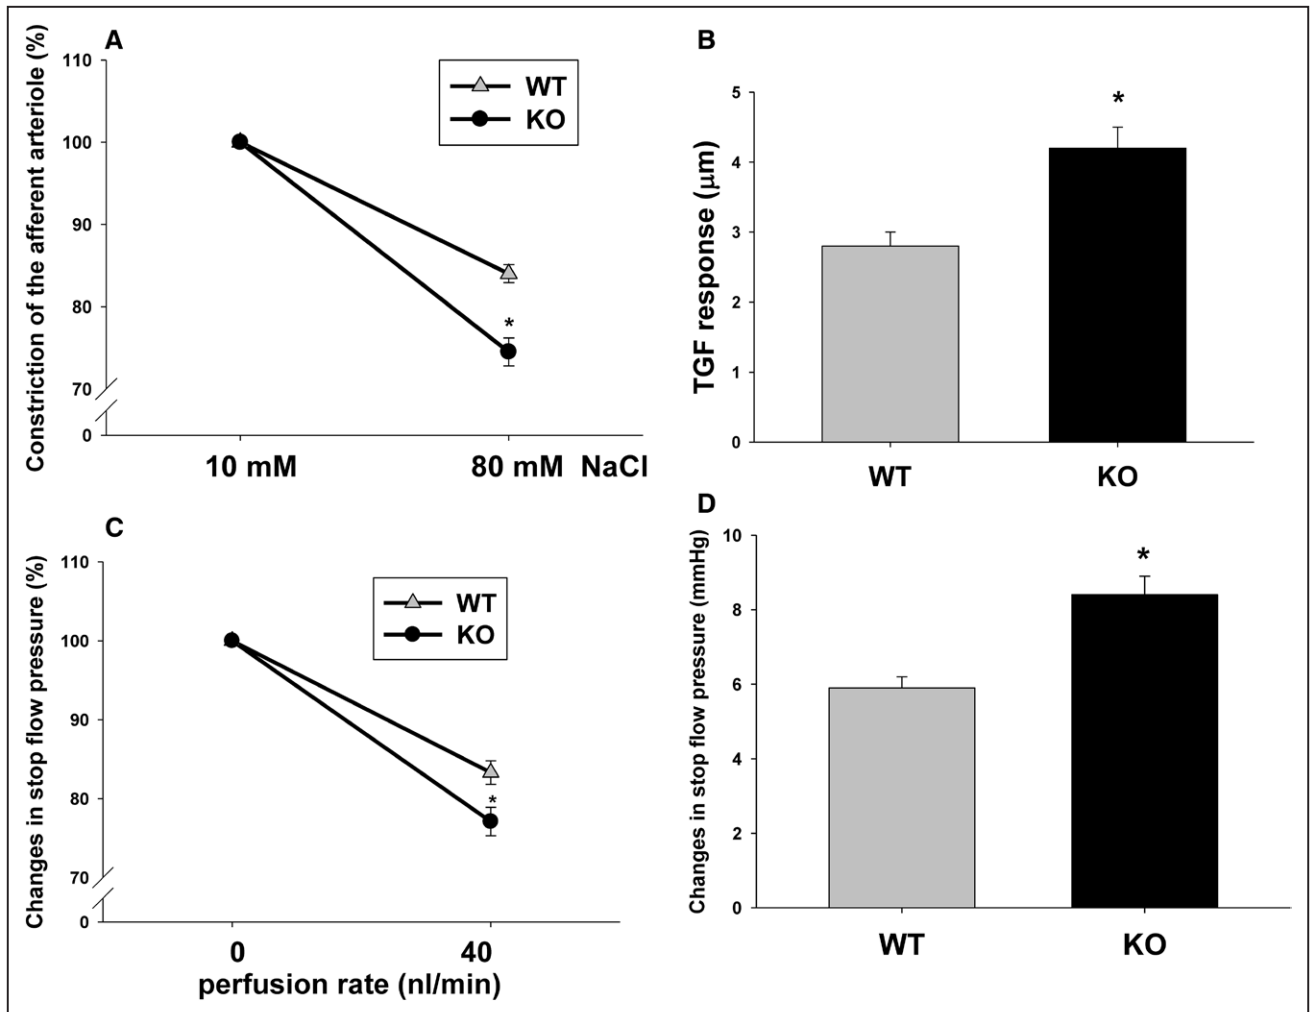 A
Constriction of the afferent arteriole (%)
110
100
90
80
70
0
WT
KO
*
10 mM
80 mM NaCl
B
TGF response (μm)
5
4
3
2
1
0
*
WT
KO
C
Changes in stop flow pressure (%)
110
100
90
80
70
0
WT
KO
*
0
40
perfusion rate (nl/min)
D
Changes in stop flow pressure (mmHg)
10
8
6
4
2
0
*
WT
KO